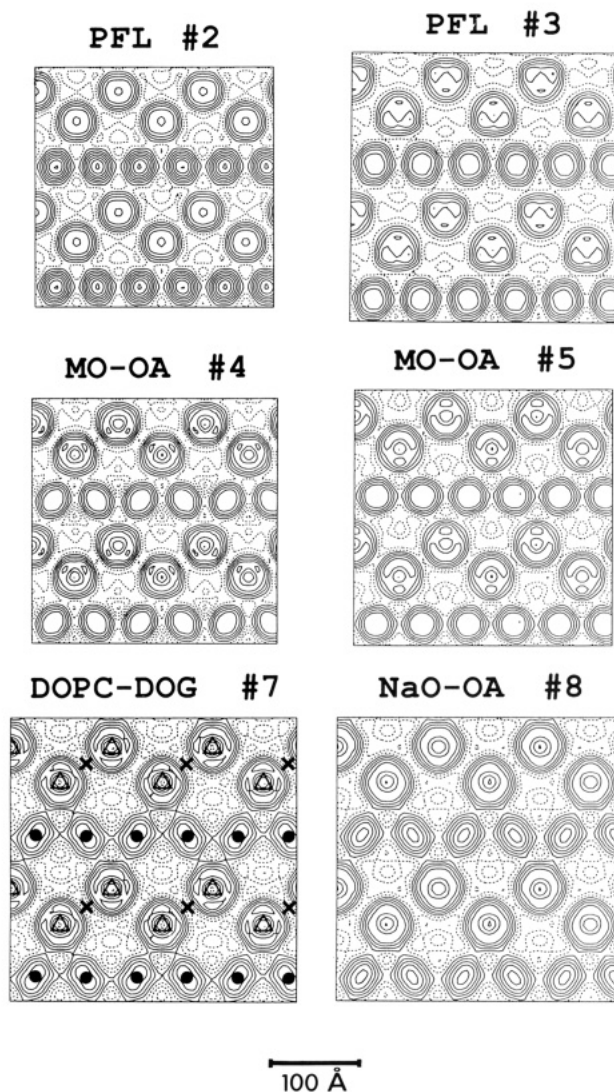 PFL #2
PFL #3
MO-OA #4
MO-OA #5
DOPC-DOG #7
NaO-OA #8
100 Å